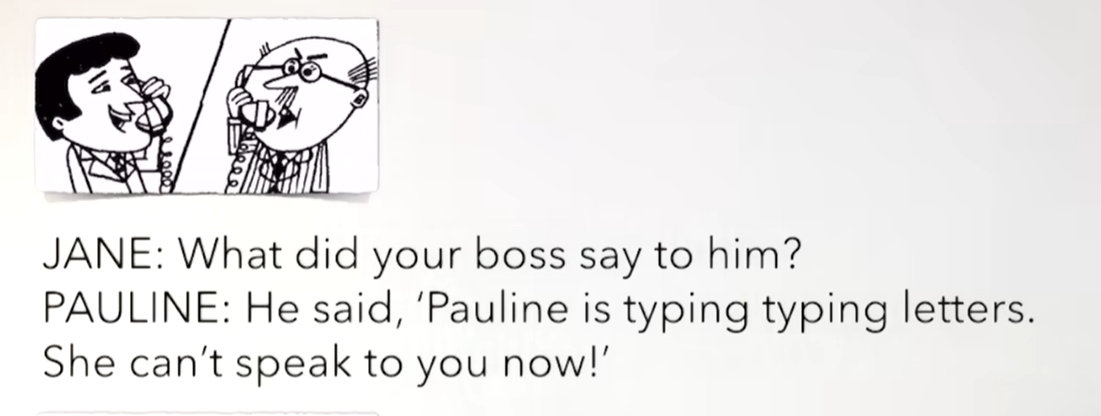 JANE: What did your boss say to him?
PAULINE: He said, ‘Pauline is typing typing letters.
She can’t speak to you now!’